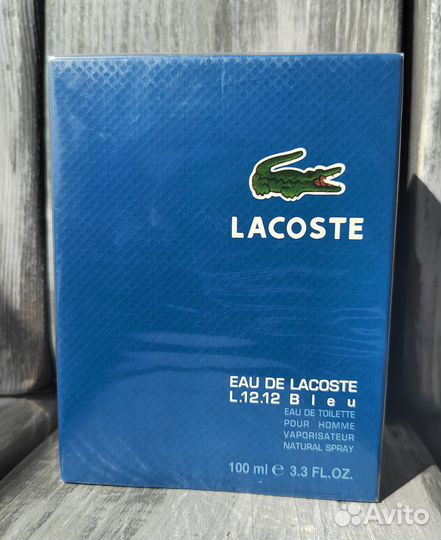 LACOSTE
EAU DE LACOSTE
L.12.12 Bleu
EAU DE TOILETTE
POUR HOMME
VAPORISATEUR
NATURAL SPRAY
100 ml e 3.3 FL.OZ.
Avito